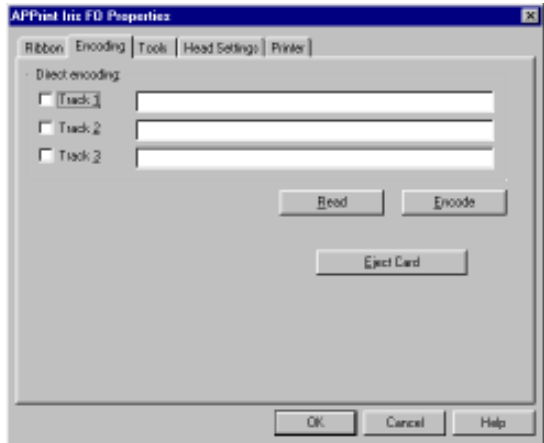 APPrint Iris FO Properties
Ribbon Encoding Tools Head Settings Printer
Direct encoding:
Track 1
Track 2
Track 3
Read Encode
Eject Card
OK Cancel Help